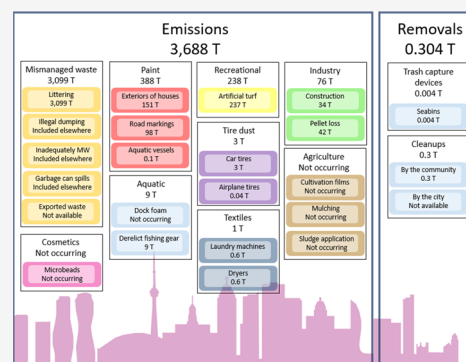 Emissions
3,688 T
Mismanaged waste
3,099 T
Littering
3,099 T
Illegal dumping
Included elsewhere
Inadequately MW
Included elsewhere
Garbage can spills
Included elsewhere
Exported waste
Not available
Cosmetics
Not occurring
Microbeads
Not occurring
Paint
388 T
Exteriors of houses
151 T
Road markings
98 T
Aquatic vessels
0.1 T
Aquatic
9 T
Dock foam
Not occurring
Derelict fishing gear
9 T
Recreational
238 T
Artificial turf
237 T
Tire dust
3 T
Car tires
3 T
Airplane tires
0.04 T
Textiles
1 T
Laundry machines
0.6 T
Dryers
0.6 T
Industry
76 T
Construction
34 T
Pellet loss
42 T
Agriculture
Not occurring
Cultivation films
Not occurring
Mulching
Not occurring
Sludge application
Not occurring
Removals
0.304 T
Trash capture
devices
0.004 T
Seabins
0.004 T
Cleanups
0.3 T
By the community
0.3 T
By the city
Not available